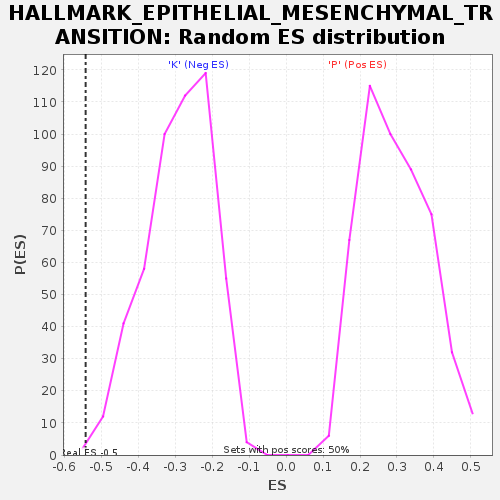 HALLMARK_EPITHELIAL_MESENCHYMAL_TR
ANSITION: Random ES distribution
'K' (Neg ES)
'P' (Pos ES)
120
110
100
90
80
70
60
50
40
30
20
10
0
P(ES)
Real ES -0.5
Sets with pos scores: 50%
-0.6 -0.5 -0.4 -0.3 -0.2 -0.1 0.0 0.1 0.2 0.3 0.4 0.5
ES